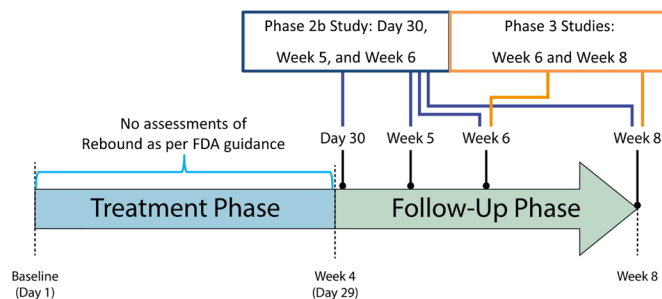 Phase 2b Study: Day 30,
Week 5, and Week 6
Phase 3 Studies:
Week 6 and Week 8
No assessments of
Rebound as per FDA guidance
Day 30
Week 5
Week 6
Week 8
Treatment Phase
Follow-Up Phase
Baseline
(Day 1)
Week 4
(Day 29)
Week 8